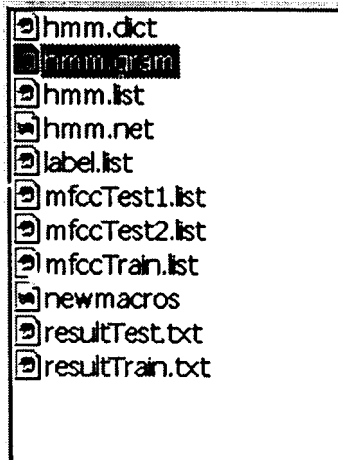 hmm.dict
hmm.gram
hmm.list
hmm.net
label.list
mfccTest1.list
mfccTest2.list
mfccTrain.list
newmacros
resultTest.txt
resultTrain.txt